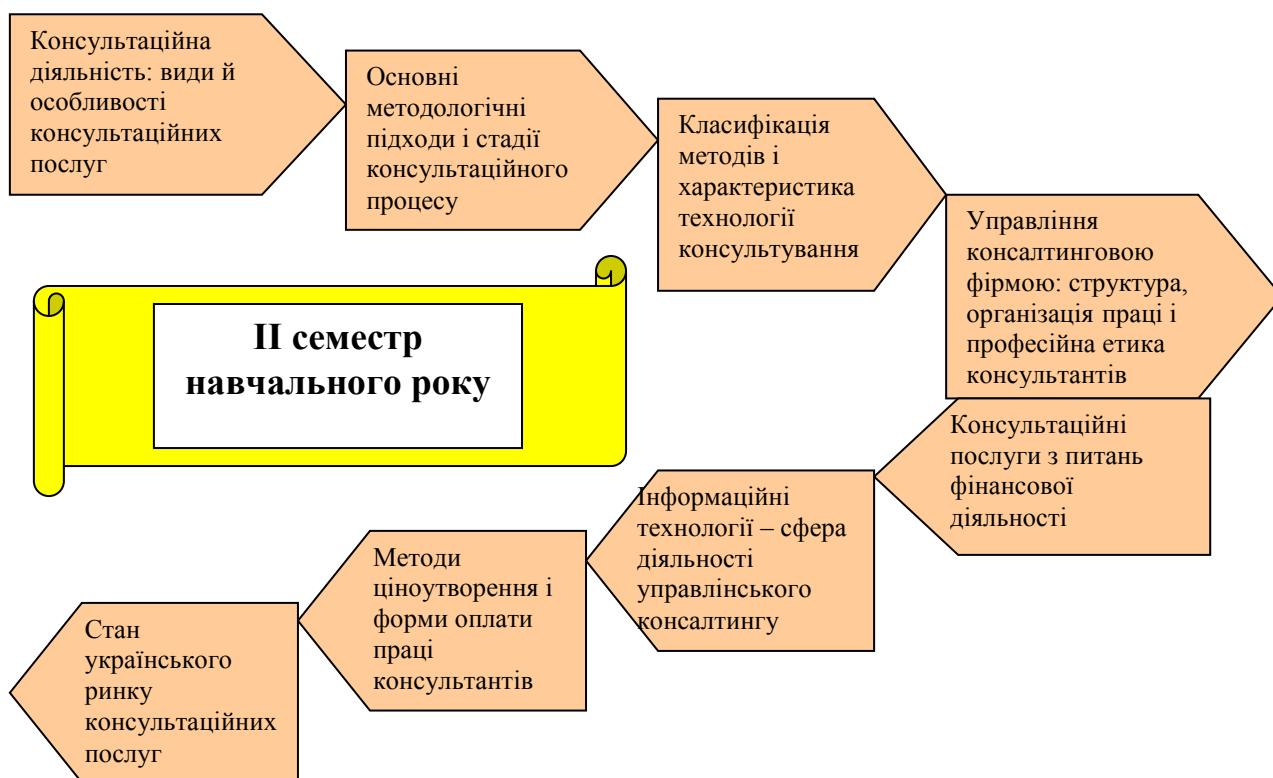 Консультаційна
діяльність: види й
особливості
консультаційних
послуг
Основні
методологічні
підходи і стадії
консультаційного
процесу
Класифікація
методів і
характеристика
технології
консультування
Управління
консалтинговою
фірмою: структура,
організація праці і
професійна етика
консультантів
ІІ семестр
навчального року
Консультаційні
послуги з питань
фінансової
діяльності
Інформаційні
технології – сфера
діяльності
управлінського
консалтингу
Методи
ціноутворення і
форми оплати
праці
консультантів
Стан
українського
ринку
консультаційних
послуг